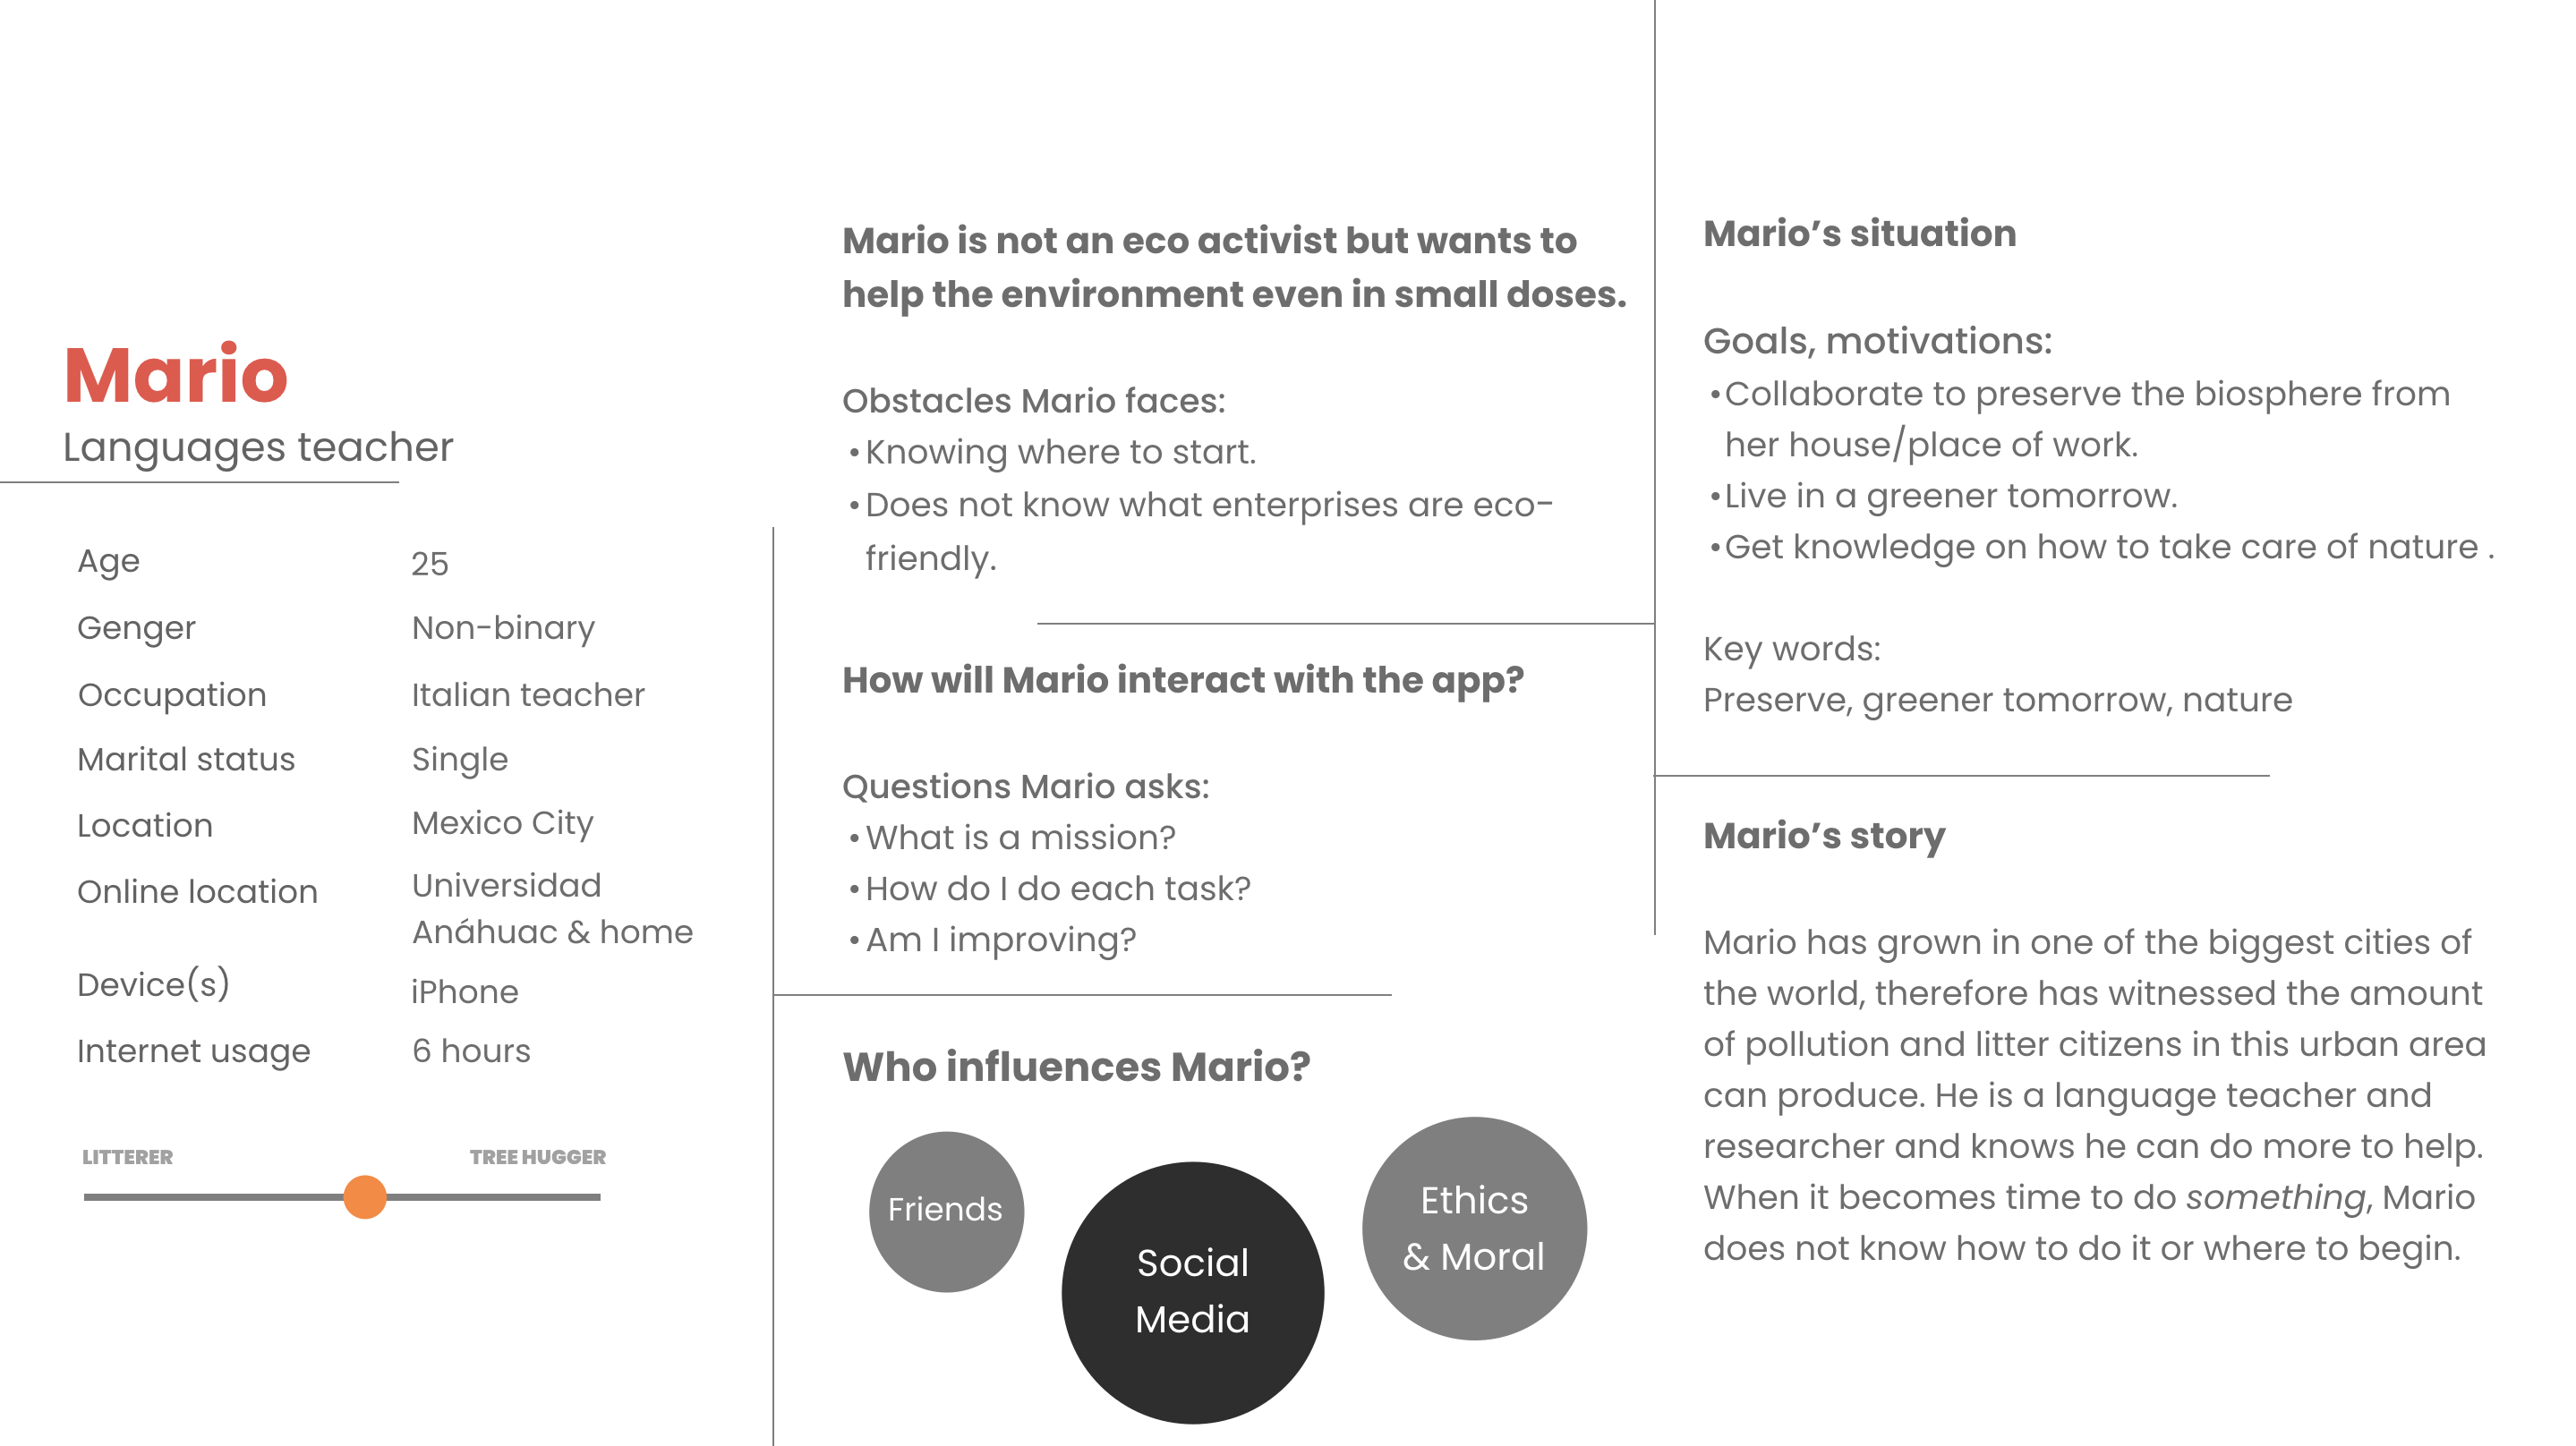 Mario
Languages teacher
Age 25
Genger Non-binary
Occupation Italian teacher
Marital status Single
Location Mexico City
Online location Universidad
Anáhuac & home
Device(s) iPhone
Internet usage 6 hours
LITTERER TREE HUGGER
Mario is not an eco activist but wants to
help the environment even in small doses.
Obstacles Mario faces:
•Knowing where to start.
•Does not know what enterprises are eco-
friendly.
How will Mario interact with the app?
Questions Mario asks:
•What is a mission?
•How do I do each task?
•Am I improving?
Who influences Mario?
Friends
Social
Media
Ethics
& Moral
Mario’s situation
Goals, motivations:
•Collaborate to preserve the biosphere from
her house/place of work.
•Live in a greener tomorrow.
•Get knowledge on how to take care of nature .
Key words:
Preserve, greener tomorrow, nature
Mario’s story
Mario has grown in one of the biggest cities of
the world, therefore has witnessed the amount
of pollution and litter citizens in this urban area
can produce. He is a language teacher and
researcher and knows he can do more to help.
When it becomes time to do something, Mario
does not know how to do it or where to begin.